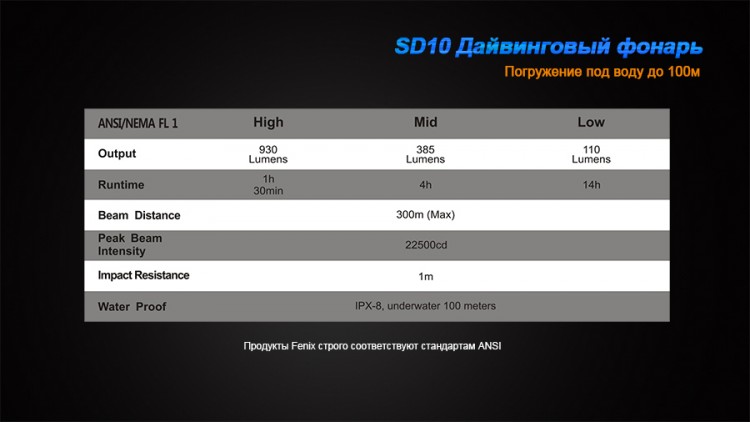 SD10 Дайвинговый фонарь
Погружение под воду до 100м
ANSI/NEMA FL 1 High Mid Low
Output 930 Lumens 385 Lumens 110 Lumens
Runtime 1h 30min 4h 14h
Beam Distance 300m (Max)
Peak Beam Intensity 22500cd
Impact Resistance 1m
Water Proof IPX-8, underwater 100 meters
Продукты Fenix строго соответствуют стандартам ANSI